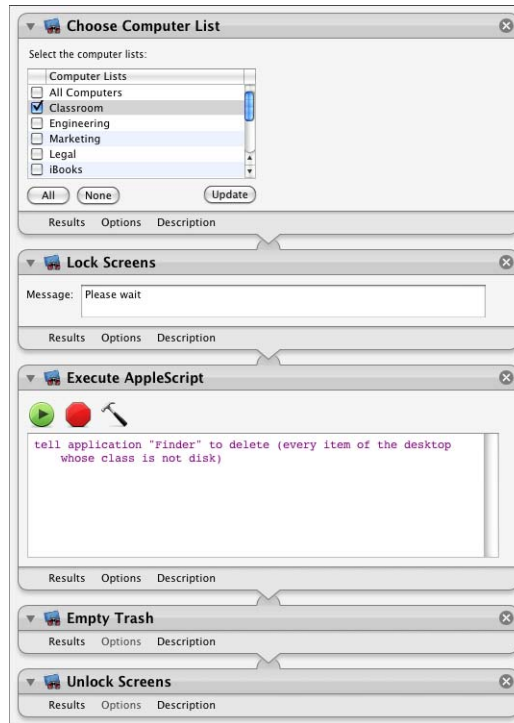 Choose Computer List
Select the computer lists:
Computer Lists
All Computers
Classroom
Engineering
Marketing
Legal
iBooks
All None Update
Results Options Description
Lock Screens
Message: Please wait
Results Options Description
Execute AppleScript
tell application "Finder" to delete (every item of the desktop
whose class is not disk)
Results Options Description
Empty Trash
Results Options Description
Unlock Screens
Results Options Description